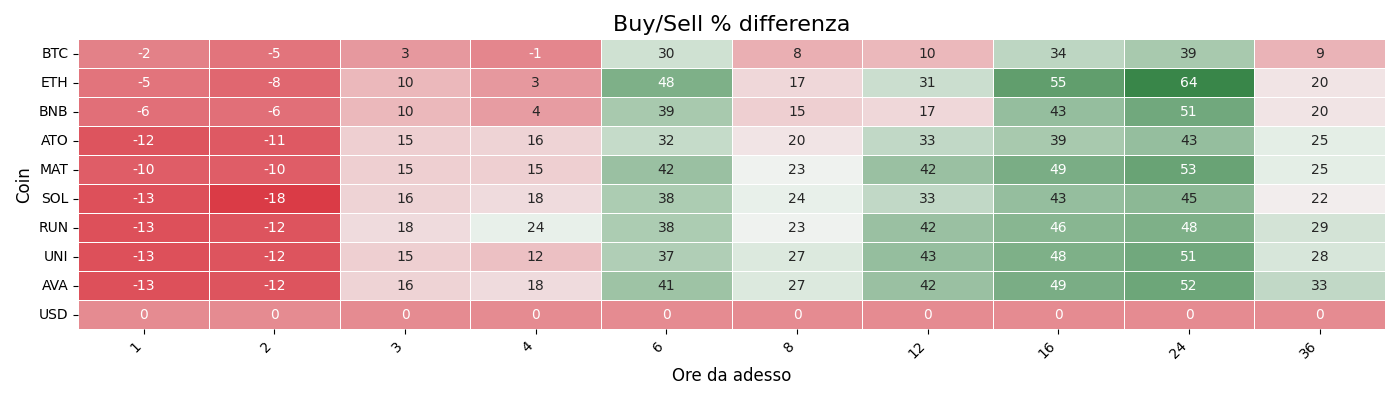 Buy/Sell % differenza
Coin
BTC -2 -5 3 -1 30 8 10 34 39 9
ETH -5 -8 10 3 48 17 31 55 64 20
BNB -6 -6 10 4 39 15 17 43 51 20
ATO -12 -11 15 16 32 20 33 39 43 25
MAT -10 -10 15 15 42 23 42 49 53 25
SOL -13 -18 16 18 38 24 33 43 45 22
RUN -13 -12 18 24 38 23 42 46 48 29
UNI -13 -12 15 12 37 27 43 48 51 28
AVA -13 -12 16 18 41 27 42 49 52 33
USD 0 0 0 0 0 0 0 0 0 0
1 2 3 4 6 8 12 16 24 36
Ore da adesso